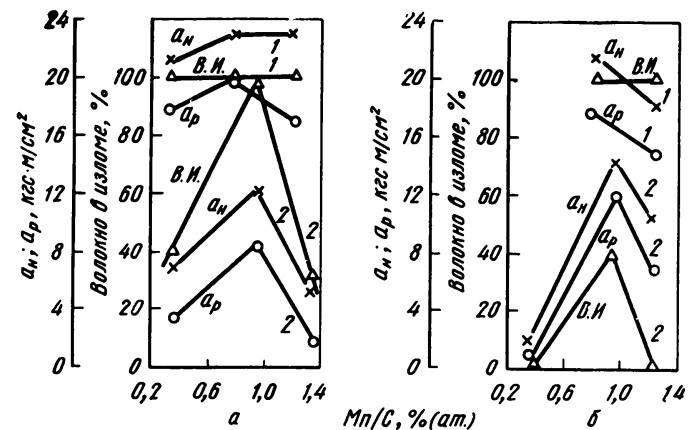 24
20
16
12
8
4
0
aн; ap, кгс·м/см²
Волокно в изломе, %
100
80
60
40
20
0
aн
1
В.И.
1
ap
В.И.
aн
2
2
ap
2
0,2
0,6
1,0
1,4
а
24
20
16
12
8
4
0
aн; ap, кгс м/см²
Волокно в изломе, %
100
80
60
40
20
0
aн
В.И.
1
ap
1
aн
2
ap
2
В.И
2
0,2
0,6
1,0
1,4
б
Mn/C, % (ат.)